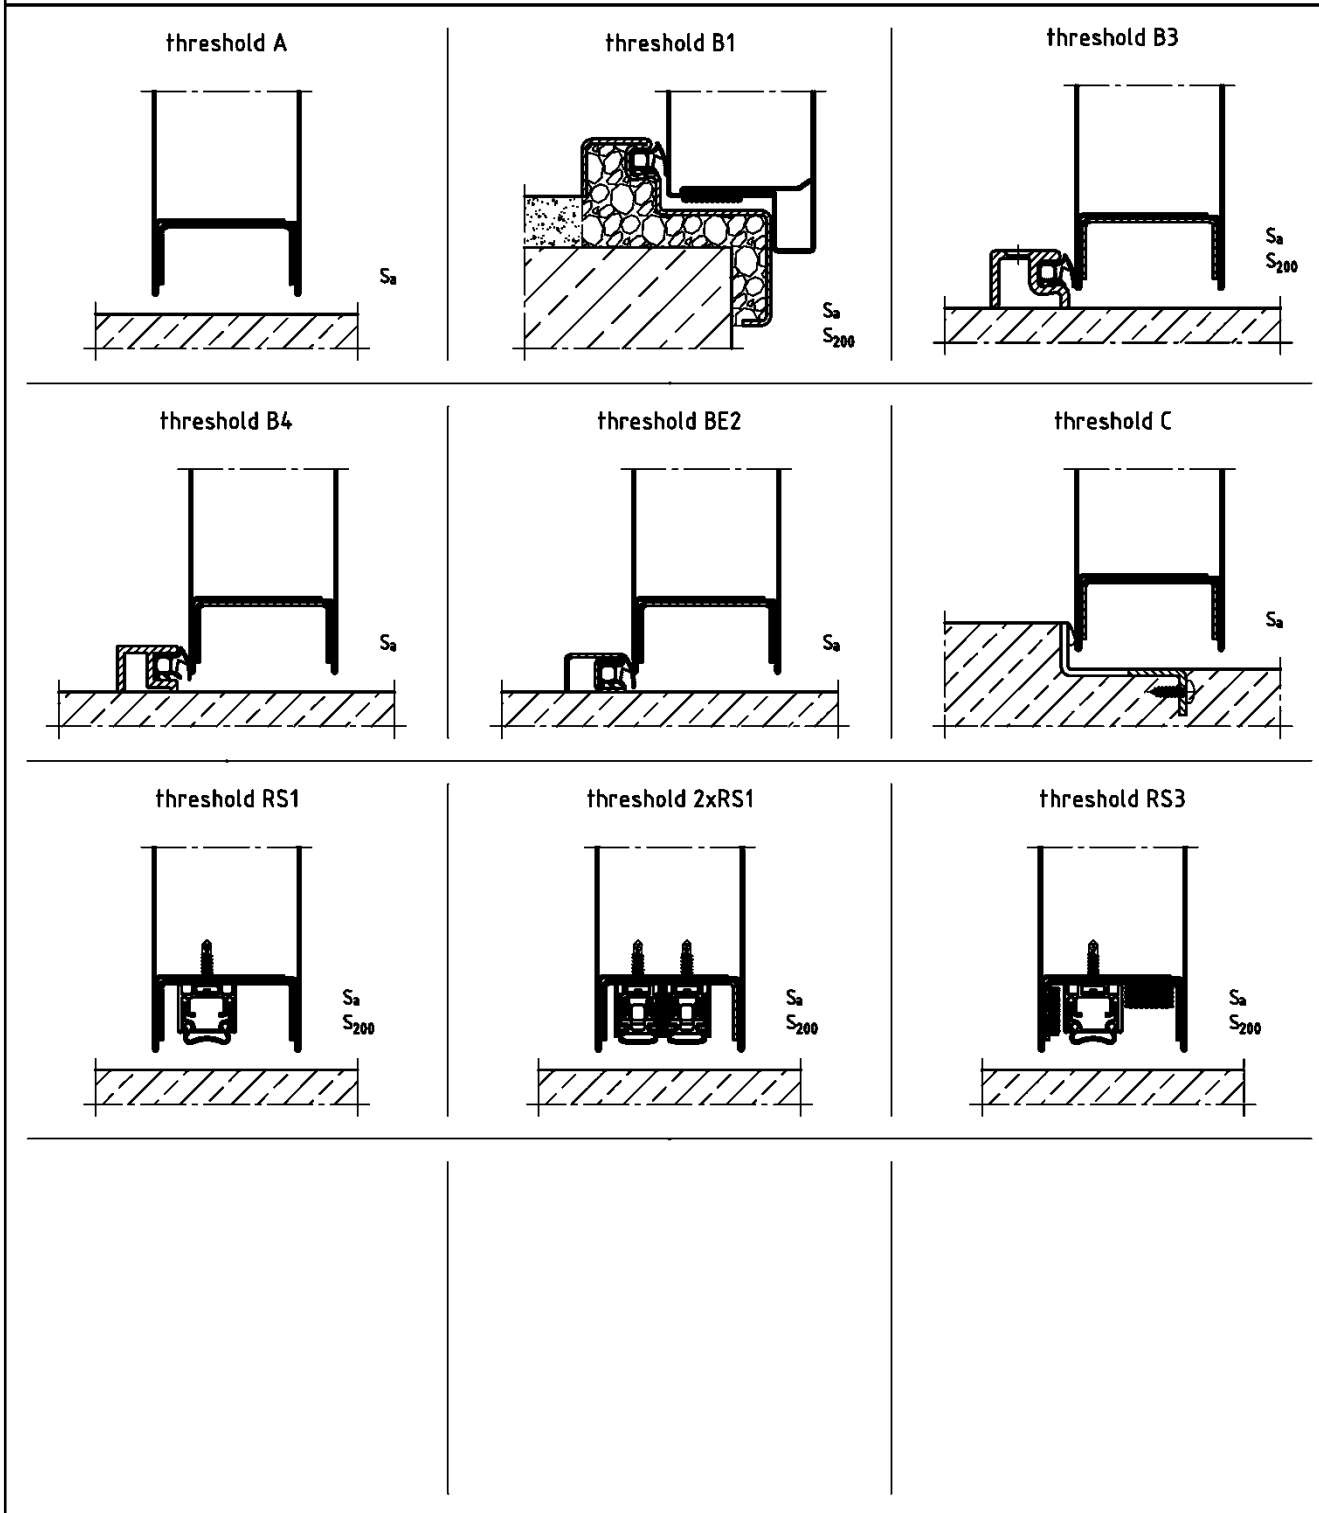 threshold A
threshold B1
threshold B3
Sₐ
Sₐ
S₂₀₀
Sₐ
S₂₀₀
threshold B4
threshold BE2
threshold C
Sₐ
Sₐ
Sₐ
threshold RS1
threshold 2xRS1
threshold RS3
Sₐ
S₂₀₀
Sₐ
S₂₀₀
Sₐ
S₂₀₀